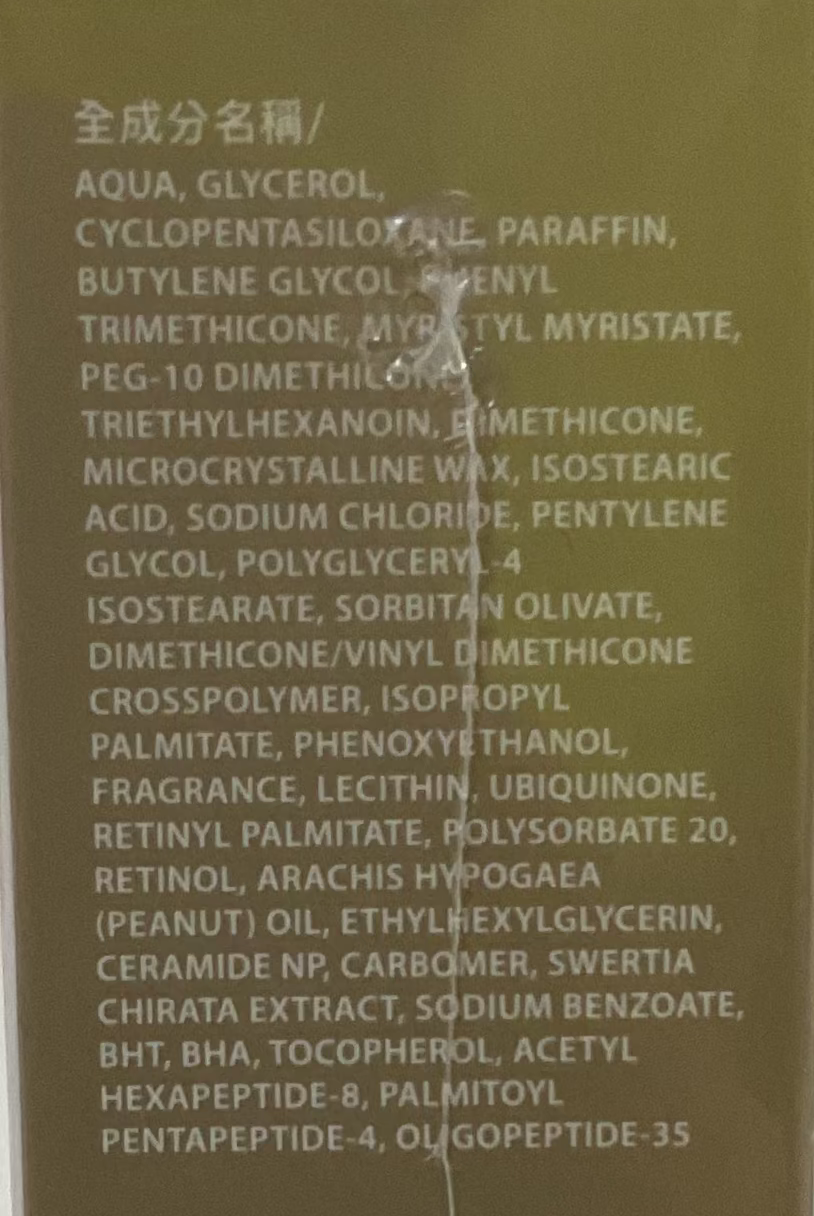 全成分名稱/
AQUA, GLYCEROL,
CYCLOPENTASILOXANE, PARAFFIN,
BUTYLENE GLYCOL, PHENYL
TRIMETHICONE, MYRISTYL MYRISTATE,
PEG-10 DIMETHICONE,
TRIETHYLHEXANOIN, DIMETHICONE,
MICROCRYSTALLINE WAX, ISOSTEARIC
ACID, SODIUM CHLORIDE, PENTYLENE
GLYCOL, POLYGLYCERYL-4
ISOSTEARATE, SORBITAN OLIVATE,
DIMETHICONE/VINYL DIMETHICONE
CROSSPOLYMER, ISOPROPYL
PALMITATE, PHENOXYETHANOL,
FRAGRANCE, LECITHIN, UBIQUINONE,
RETINYL PALMITATE, POLYSORBATE 20,
RETINOL, ARACHIS HYPOGAEA
(PEANUT) OIL, ETHYLHEXYLGLYCERIN,
CERAMIDE NP, CARBOMER, SWERTIA
CHIRATA EXTRACT, SODIUM BENZOATE,
BHT, BHA, TOCOPHEROL, ACETYL
HEXAPEPTIDE-8, PALMITOYL
PENTAPEPTIDE-4, OLIGOPEPTIDE-35